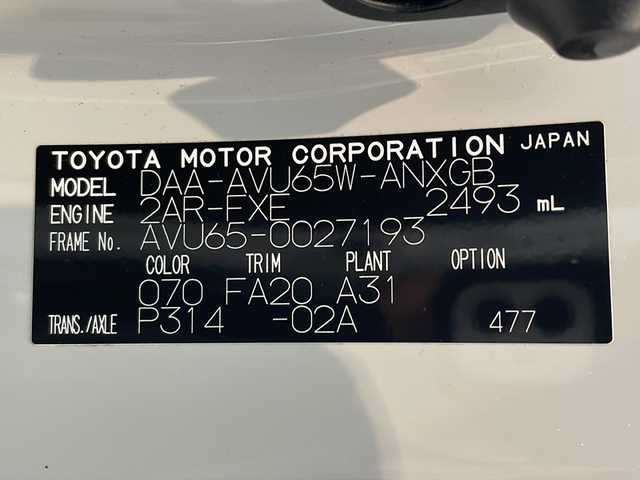 TOYOTA MOTOR CORPORATION JAPAN
MODEL DAA-AVU65W-ANXGB
ENGINE 2AR-FXE 2493 mL
FRAME No. AVU65-0027193
COLOR TRIM PLANT OPTION
070 FA20 A31
TRANS./AXLE P314 -02A 477